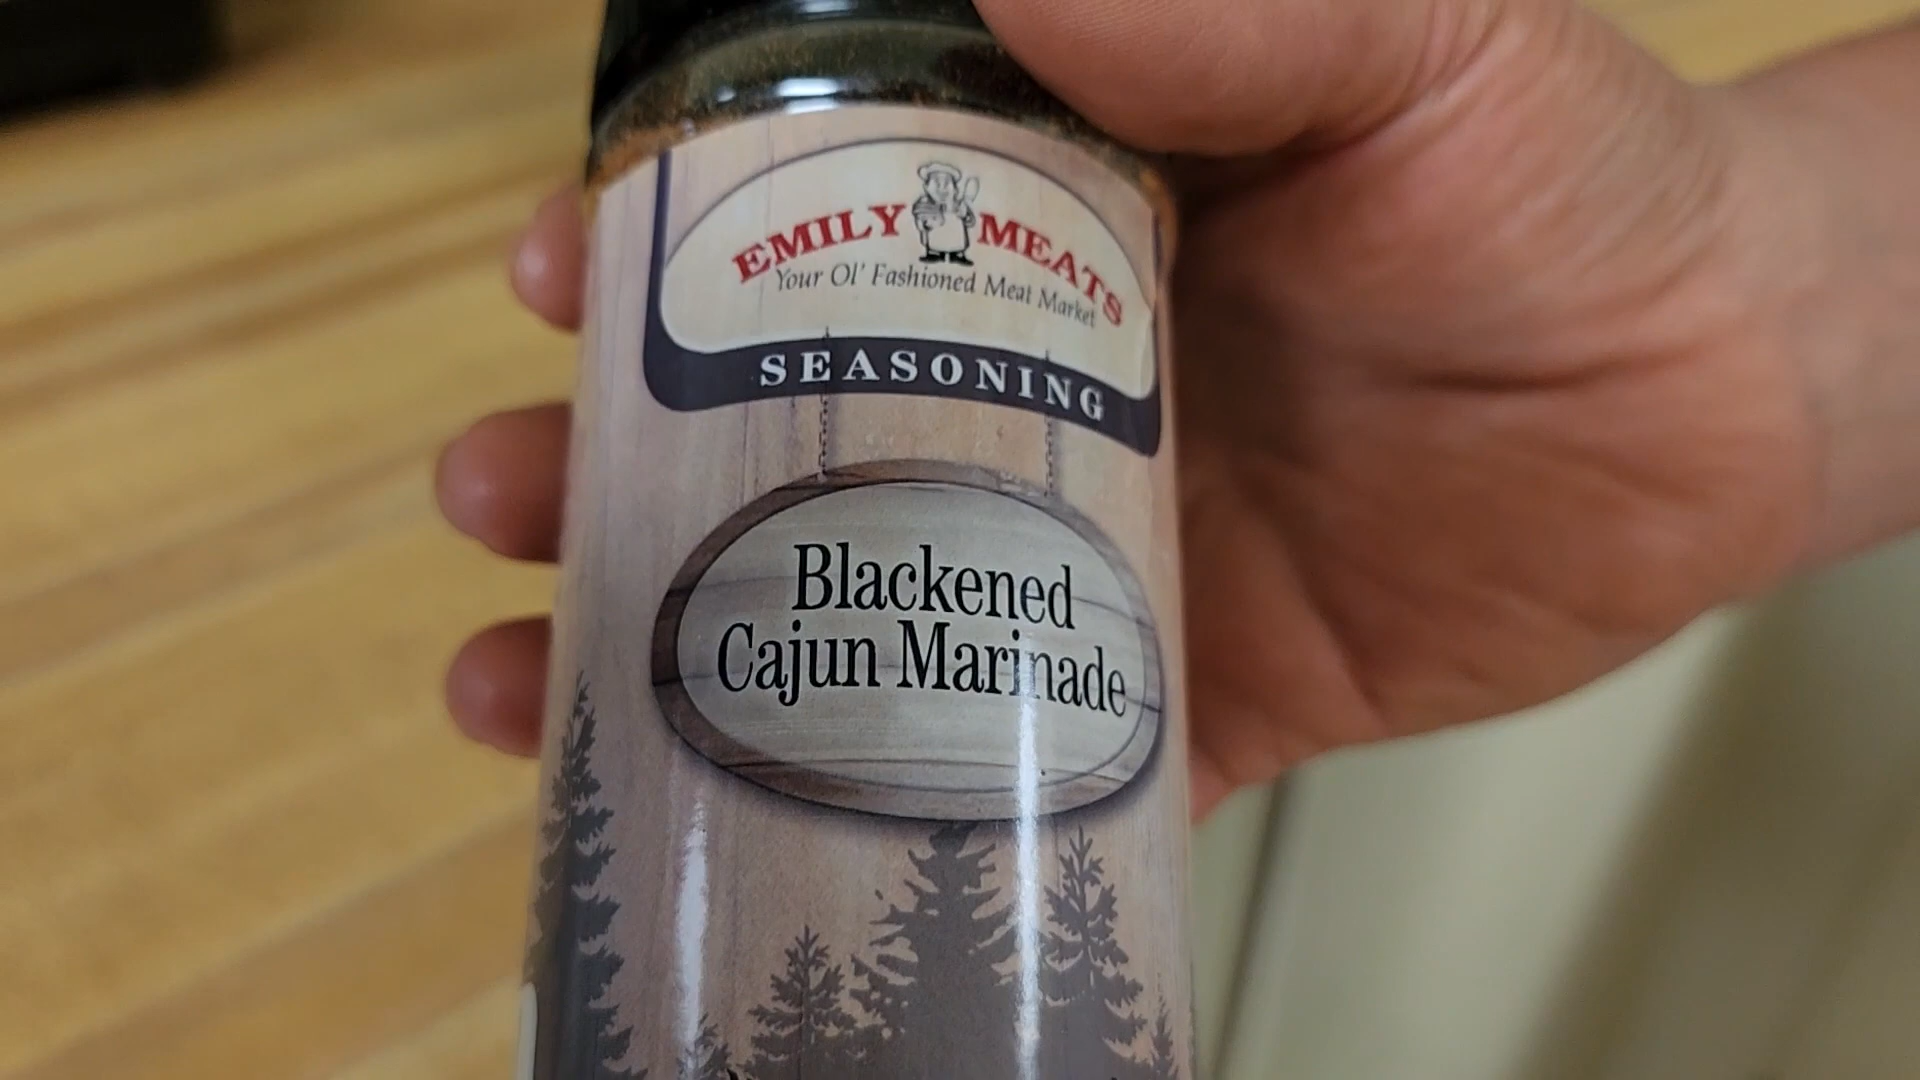 EMILY MEATS
Your Ol' Fashioned Meat Market
SEASONING
Blackened
Cajun Marinade